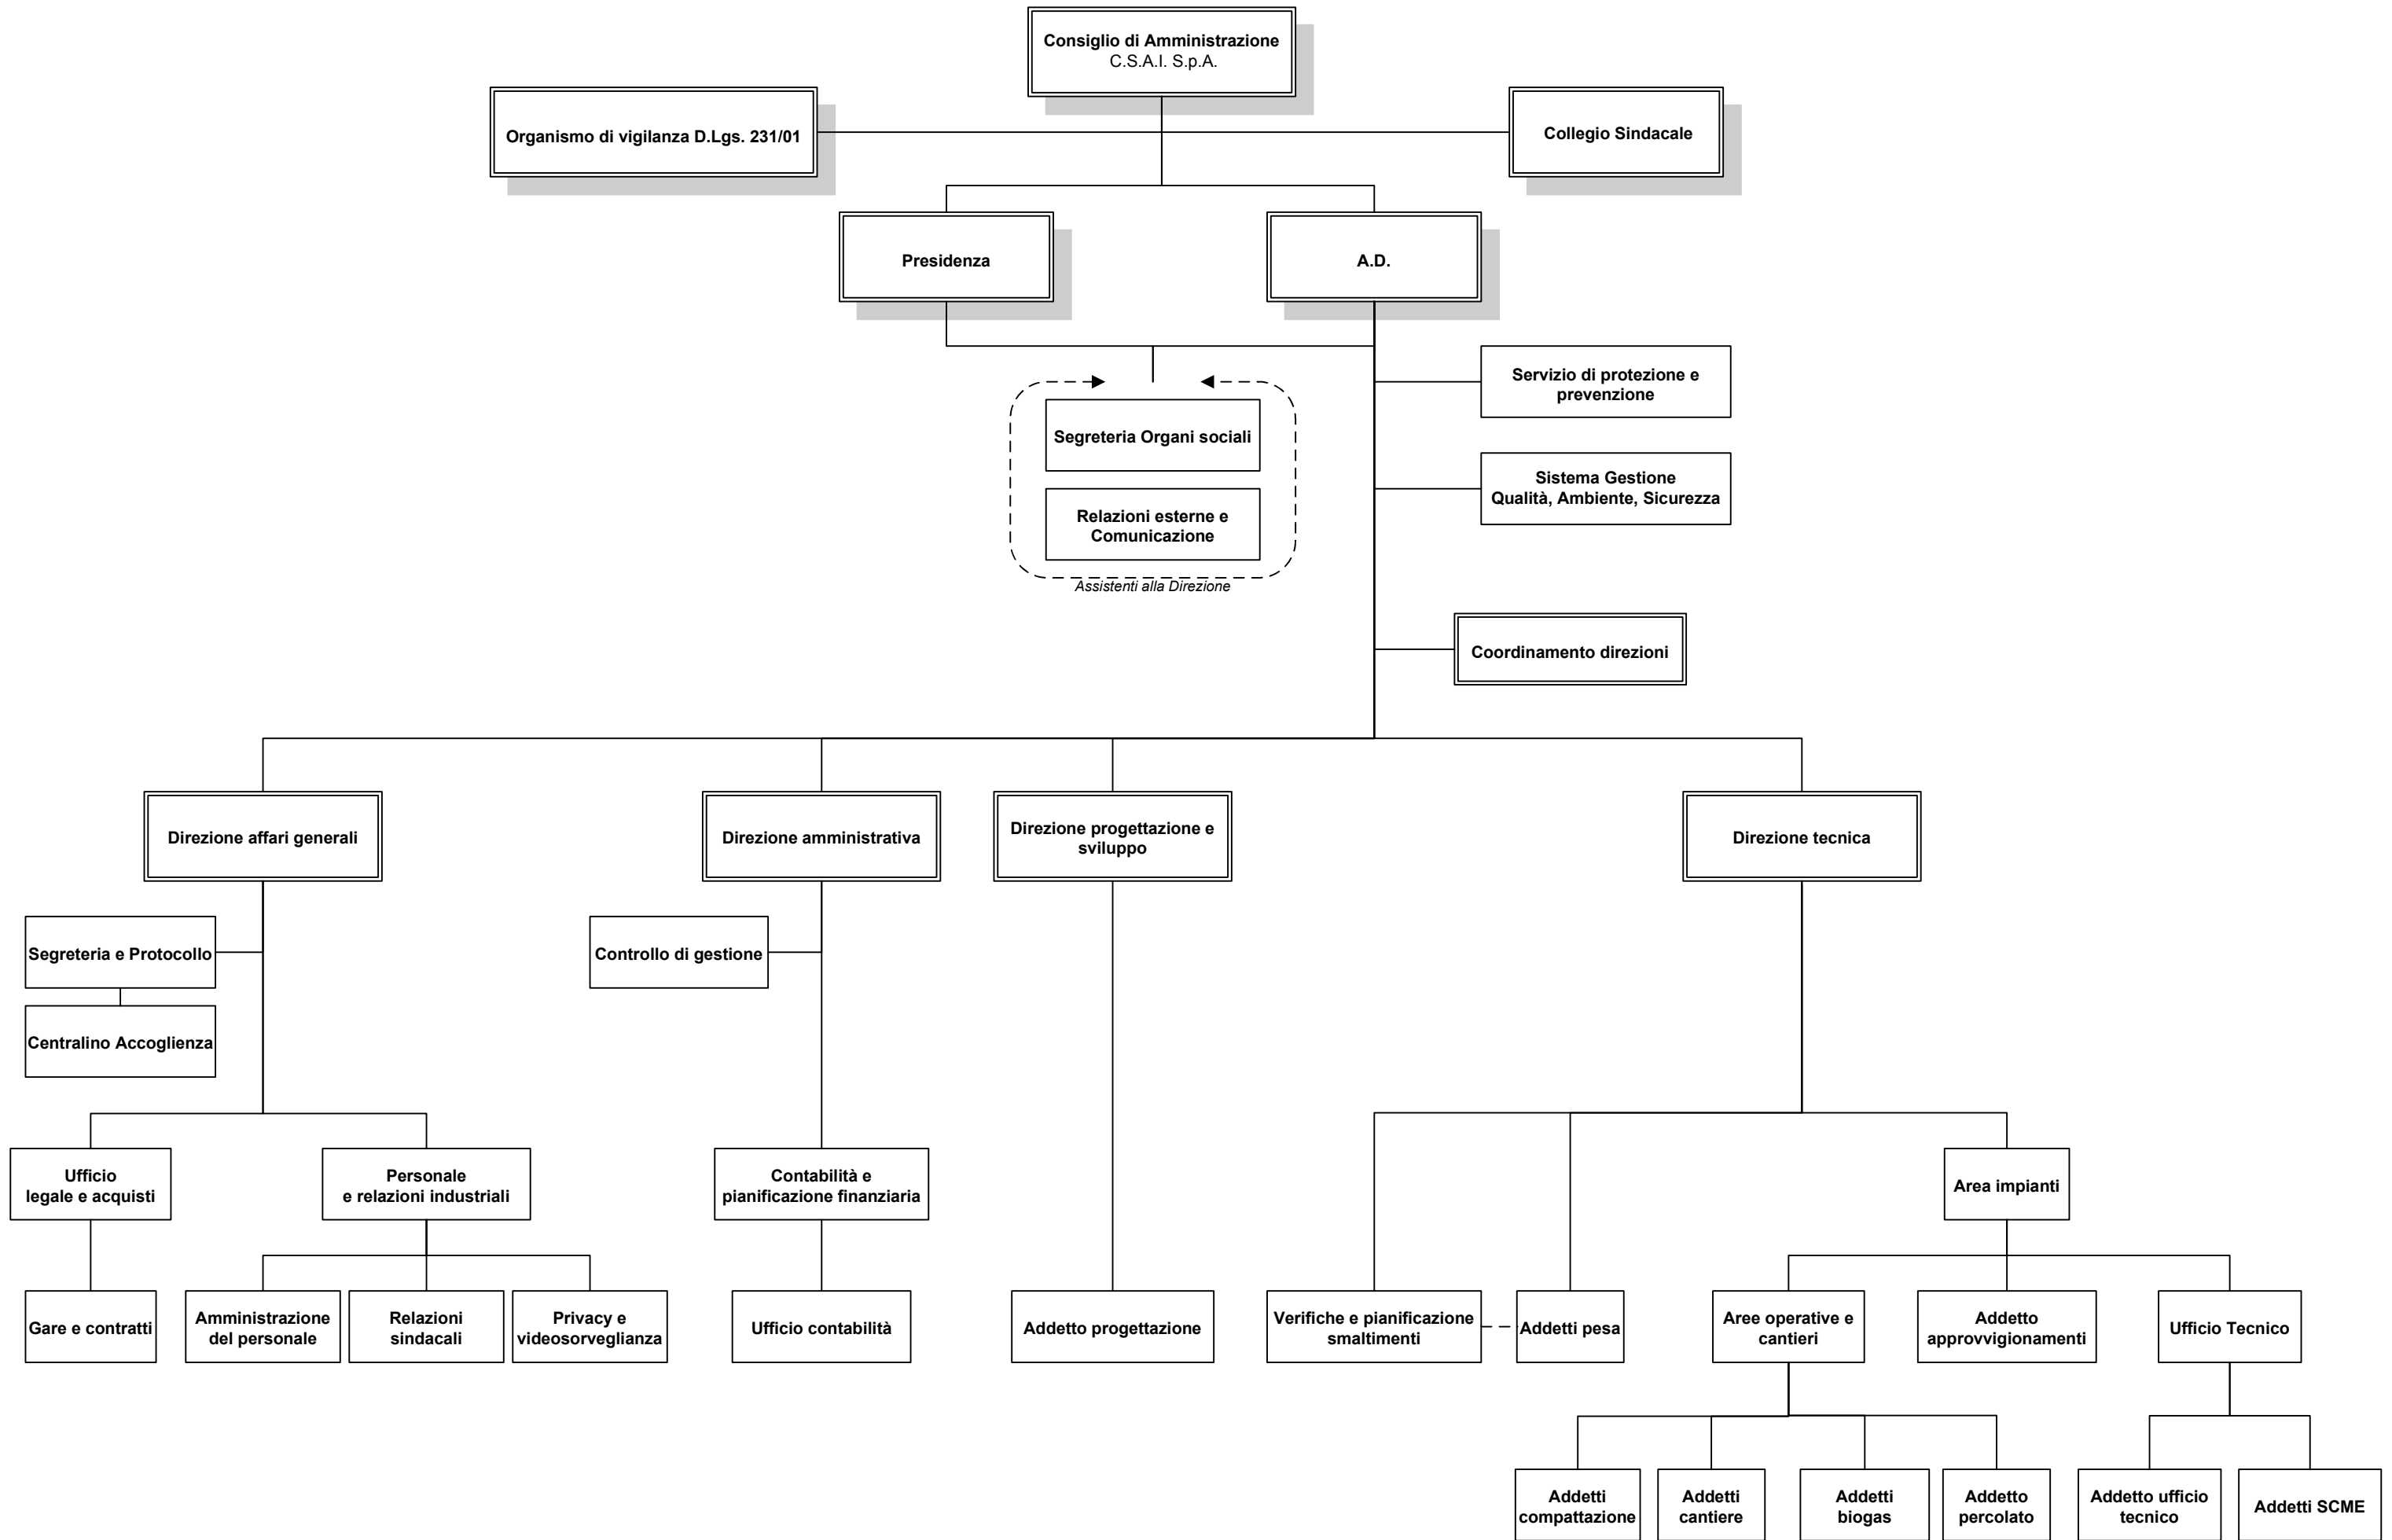 Consiglio di Amministrazione
C.S.A.I. S.p.A.
Organismo di vigilanza D.Lgs. 231/01
Collegio Sindacale
Presidenza
A.D.
Servizio di protezione e
prevenzione
Segreteria Organi sociali
Sistema Gestione
Qualità, Ambiente, Sicurezza
Relazioni esterne e
Comunicazione
Assistenti alla Direzione
Coordinamento direzioni
Direzione affari generali
Direzione amministrativa
Direzione progettazione e
sviluppo
Direzione tecnica
Segreteria e Protocollo
Controllo di gestione
Centralino Accoglienza
Ufficio
legale e acquisti
Personale
e relazioni industriali
Contabilità e
pianificazione finanziaria
Area impianti
Gare e contratti
Amministrazione
del personale
Relazioni
sindacali
Privacy e
videosorveglianza
Ufficio contabilità
Addetto progettazione
Verifiche e pianificazione
smaltimenti
Addetti pesa
Aree operative e
cantieri
Addetto
approvvigionamenti
Ufficio Tecnico
Addetti
compattazione
Addetti
cantiere
Addetti
biogas
Addetto
percolato
Addetto ufficio
tecnico
Addetti SCME